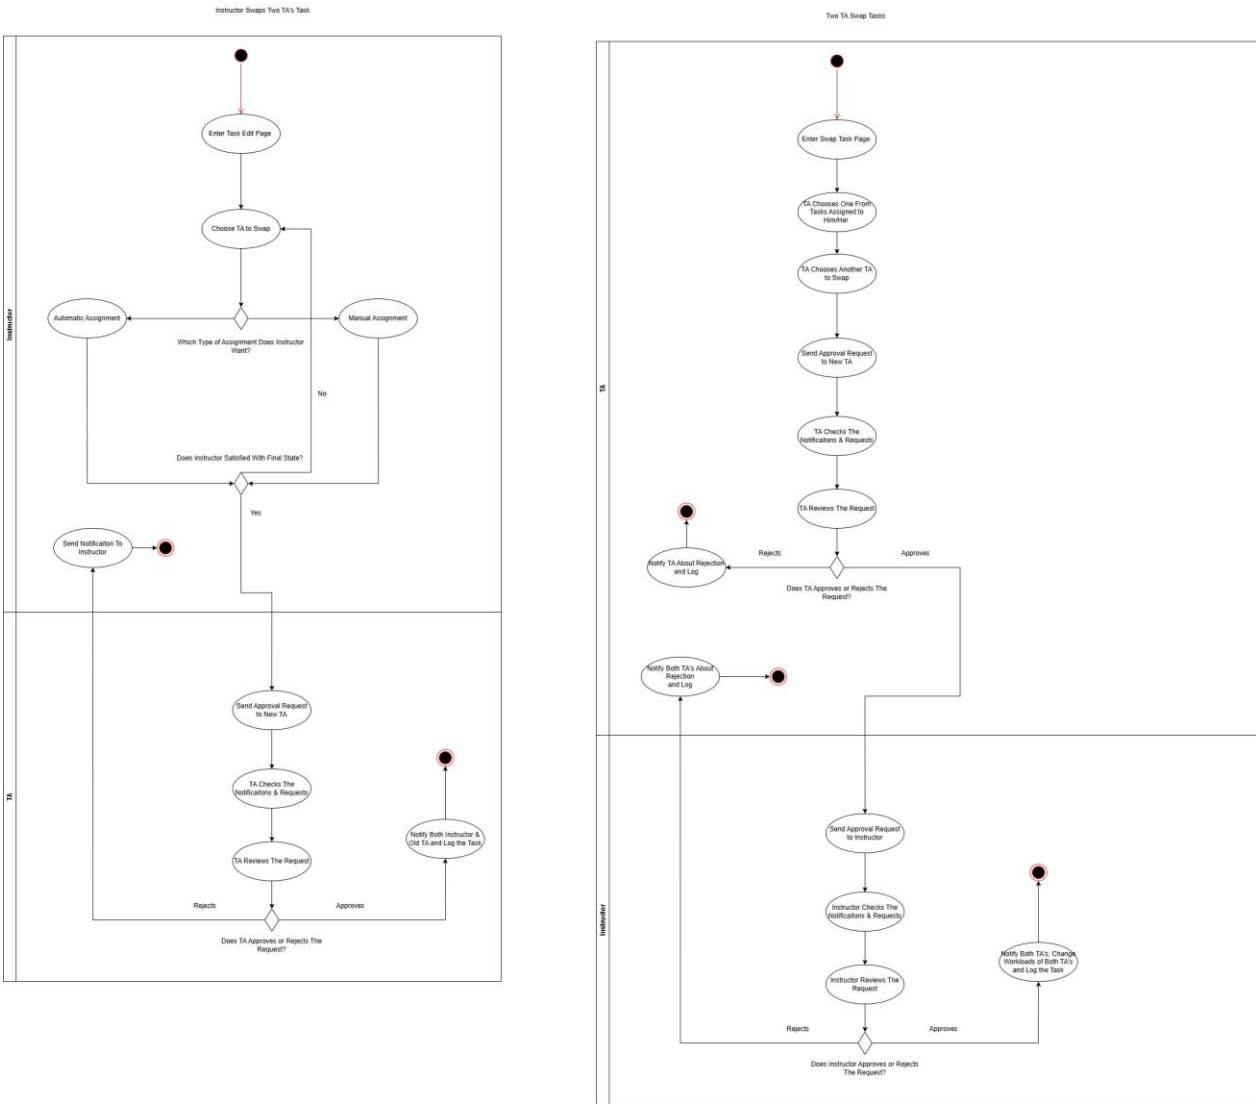 Instructor Swaps Two TA's Task
Instructor
Enter Task Edit Page
Choose TA to Swap
Automatic Assignment
Manual Assignment
Which Type of Assignment Does Instructor
Want?
No
Does Instructor Satisfied With Final State?
Yes
Send Notificaiton To
Instructor
TA
Send Approval Request
to New TA
TA Checks The
Notificaitons & Requests
TA Reviews The Request
Notify Both Instructor &
Old TA and Log the Task
Rejects
Approves
Does TA Approves or Rejects The
Request?
Two TA Swap Tasks
TA
Enter Swap Task Page
TA Chooses One From
Tasks Assigned to
Him/Her
TA Chooses Another TA
to Swap
Send Approval Request
to New TA
TA Checks The
Notificaitons & Requests
TA Reviews The Request
Rejects
Approves
Notify TA About Rejection
and Log
Does TA Approves or Rejects The
Request?
Notify Both TA's About
Rejection
and Log
Instructor
Send Approval Request
to Instructor
Instructor Checks The
Notificaitons & Requests
Instructor Reviews The
Request
Notify Both TA's, Change
Workloads of Both TA's
and Log the Task
Rejects
Approves
Does Instructor Approves or Rejects
The Request?